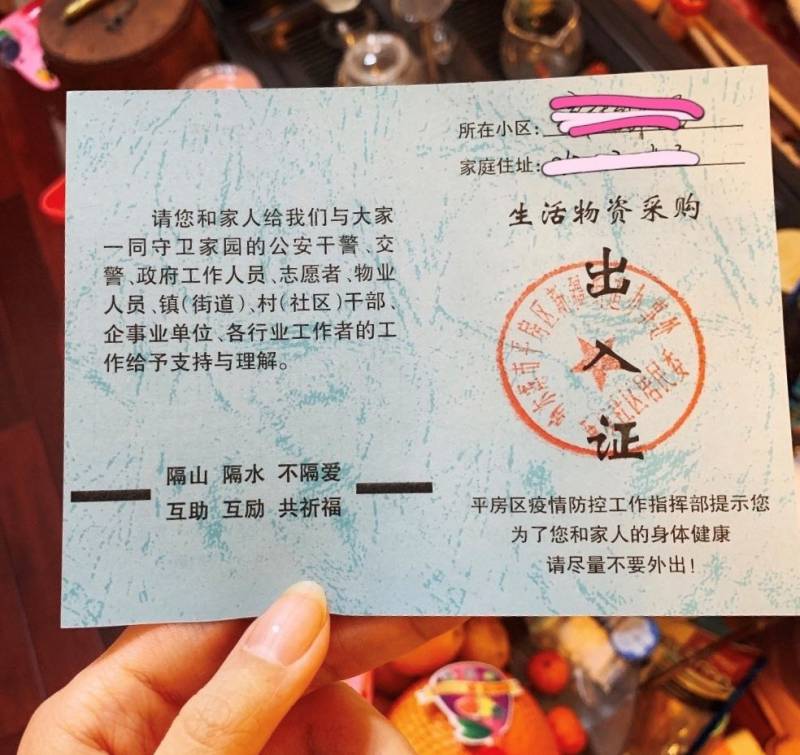 请您和家人给我们与大家
一同守卫家园的公安干警、交
警、政府工作人员、志愿者、物业
人员、镇(街道)、村(社区)干部、
企事业单位、各行业工作者的工
作给予支持与理解。
隔山 隔水 不隔爱
互助 互励 共祈福
所在小区:
家庭住址:
生活物资采购
出
入
证
平房区疫情防控工作指挥部提示您
为了您和家人的身体健康
请尽量不要外出!